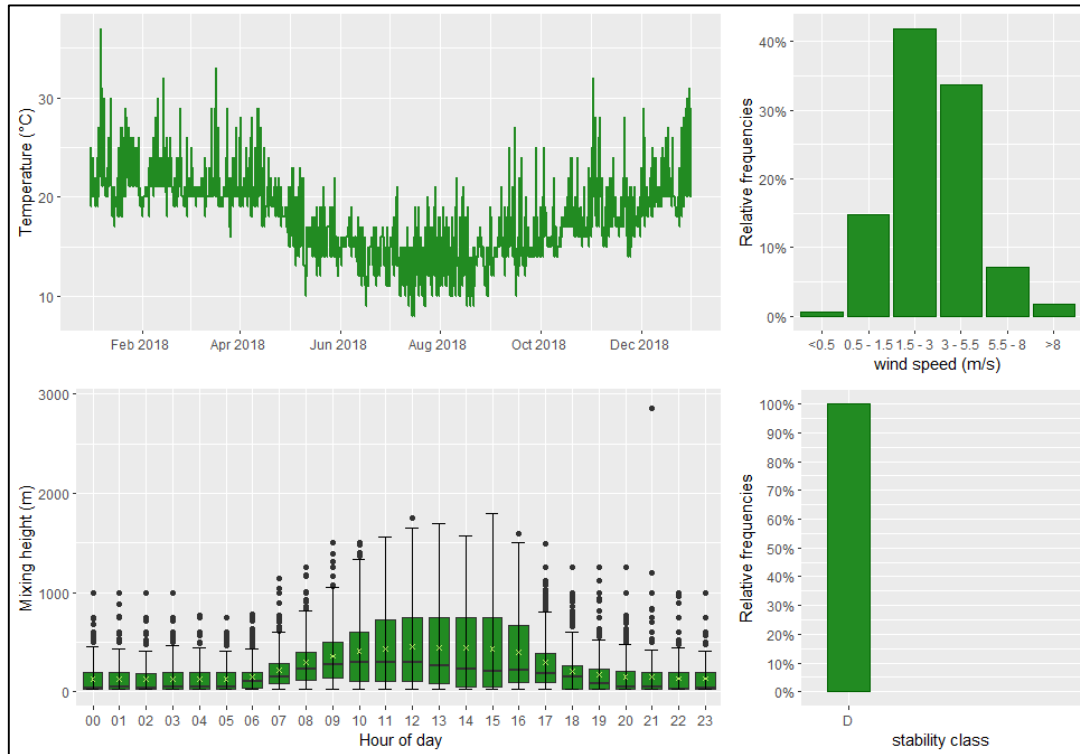 Temperature (°C)
30
20
10
Feb 2018 Apr 2018 Jun 2018 Aug 2018 Oct 2018 Dec 2018
Relative frequencies
40%
20%
10%
0%
<0.5 0.5 - 1.5 1.5 - 3 3 - 5.5 5.5 - 8 >8
wind speed (m/s)
Mixing height (m)
3000
2000
1000
0
00 01 02 03 04 05 06 07 08 09 10 11 12 13 14 15 16 17 18 19 20 21 22 23
Hour of day
Relative frequencies
100%
90%
80%
70%
60%
50%
40%
30%
20%
10%
0%
D
stability class